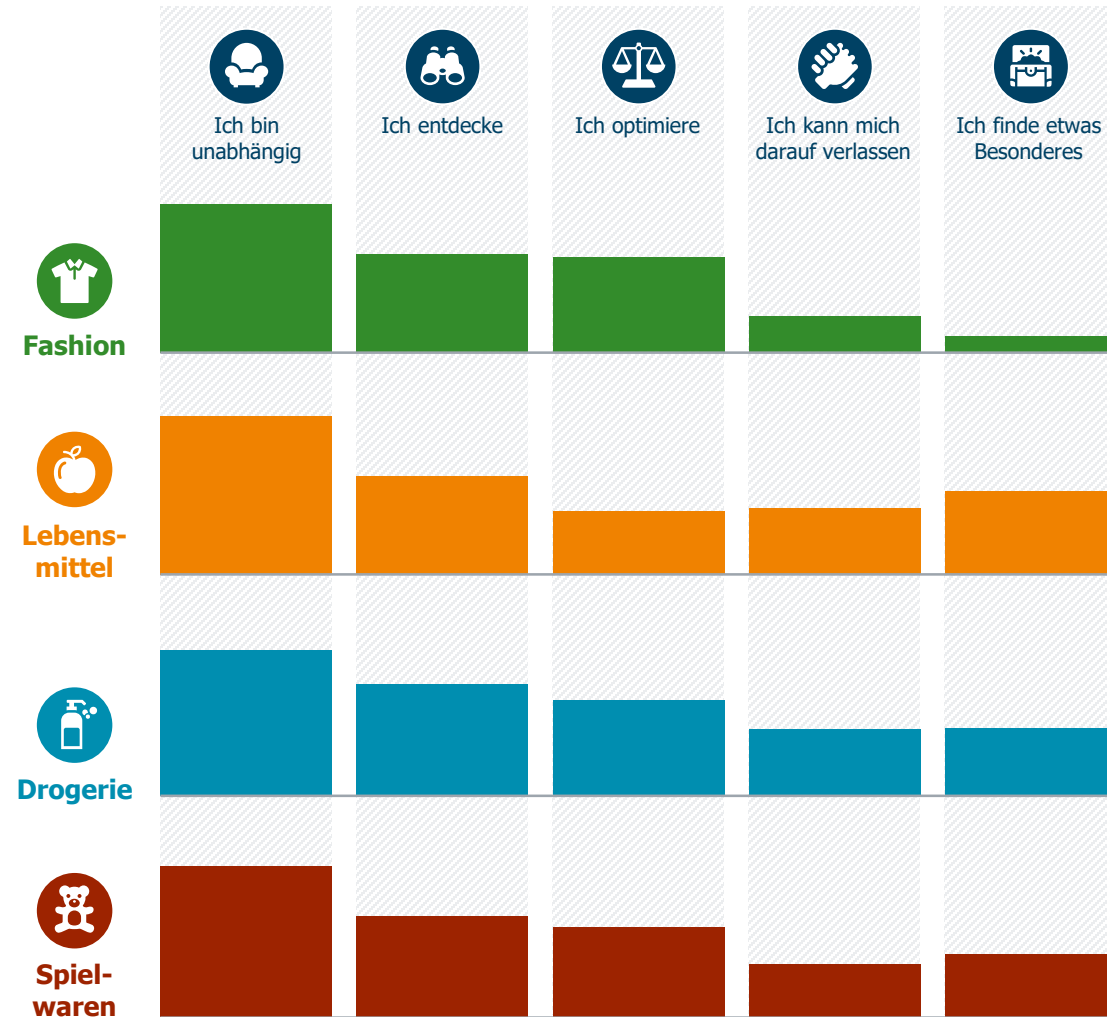 Ich bin
unabhängig
Ich entdecke
Ich optimiere
Ich kann mich
darauf verlassen
Ich finde etwas
Besonderes
Fashion
Lebens-
mittel
Drogerie
Spiel-
waren